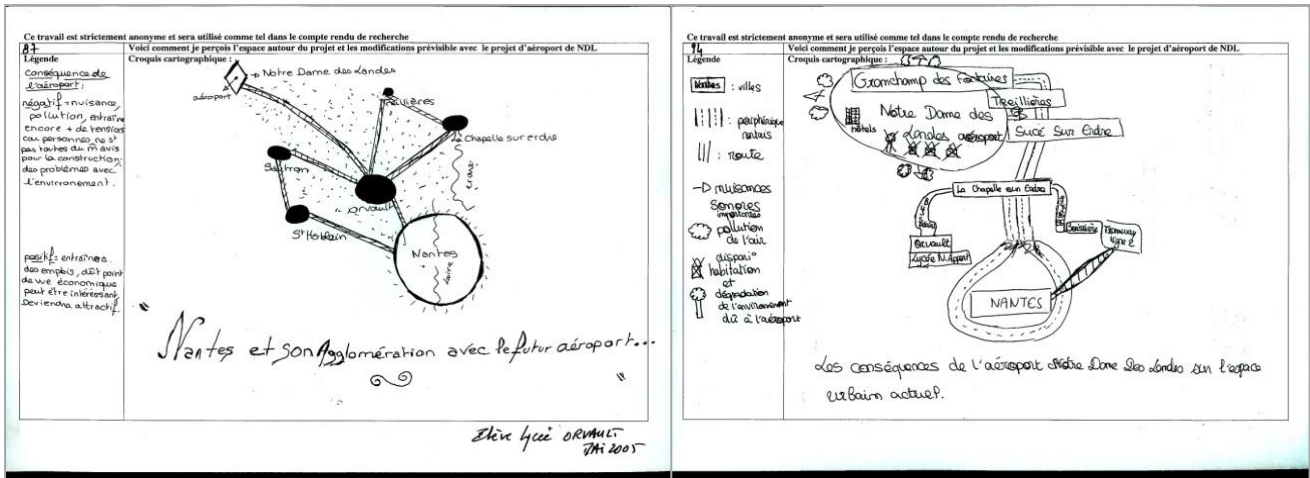 Ce travail est strictement anonyme et sera utilisé comme tel dans le compte rendu de recherche
87
Voici comment je perçois l'espace autour du projet et les modifications prévisible avec le projet d'aéroport de NDL
Légende
Croquis cartographique :
Conséquence de
l'aéroport :
négatif = nuisance,
pollution, entraîne
encore + de tension
car personnes ne st
pas toutes du m̂ avis
pour la construction,
des problèmes avec
l'environnement.
positif = entraînera
des emplois, dût point
de vue économique
peut être intéressant.
Deviendra attractif.
Notre Dame des Landes
aéroport
Treillières
Chapelle sur erdre
erdre
Sautron
orvault
St Herblain
Nantes
Loire
Nantes et son Agglomération avec le futur aéroport...
Elève lycée ORVAULT
MAI 2005
Ce travail est strictement anonyme et sera utilisé comme tel dans le compte rendu de recherche
94
Voici comment je perçois l'espace autour du projet et les modifications prévisible avec le projet d'aéroport de NDL
Légende
Croquis cartographique :
: villes
: periphérique
nantais
: route
nuisances
Sonores
importantes
pollution
de l'air
dispari°
habitation
et
dégradation
de l'environnement
dû à l'aéroport
Granchamp des Fontaines
Treillières
Notre Dame des
Landes aéroport
hôtels
Sucé sur Erdre
La Chapelle sur Erdre
Orvault
Lycée N.Appert
Boissière
Tramway
ligne 2
NANTES
Les conséquences de l'aéroport Notre Dame Des Landes sur l'espace
urbain actuel.